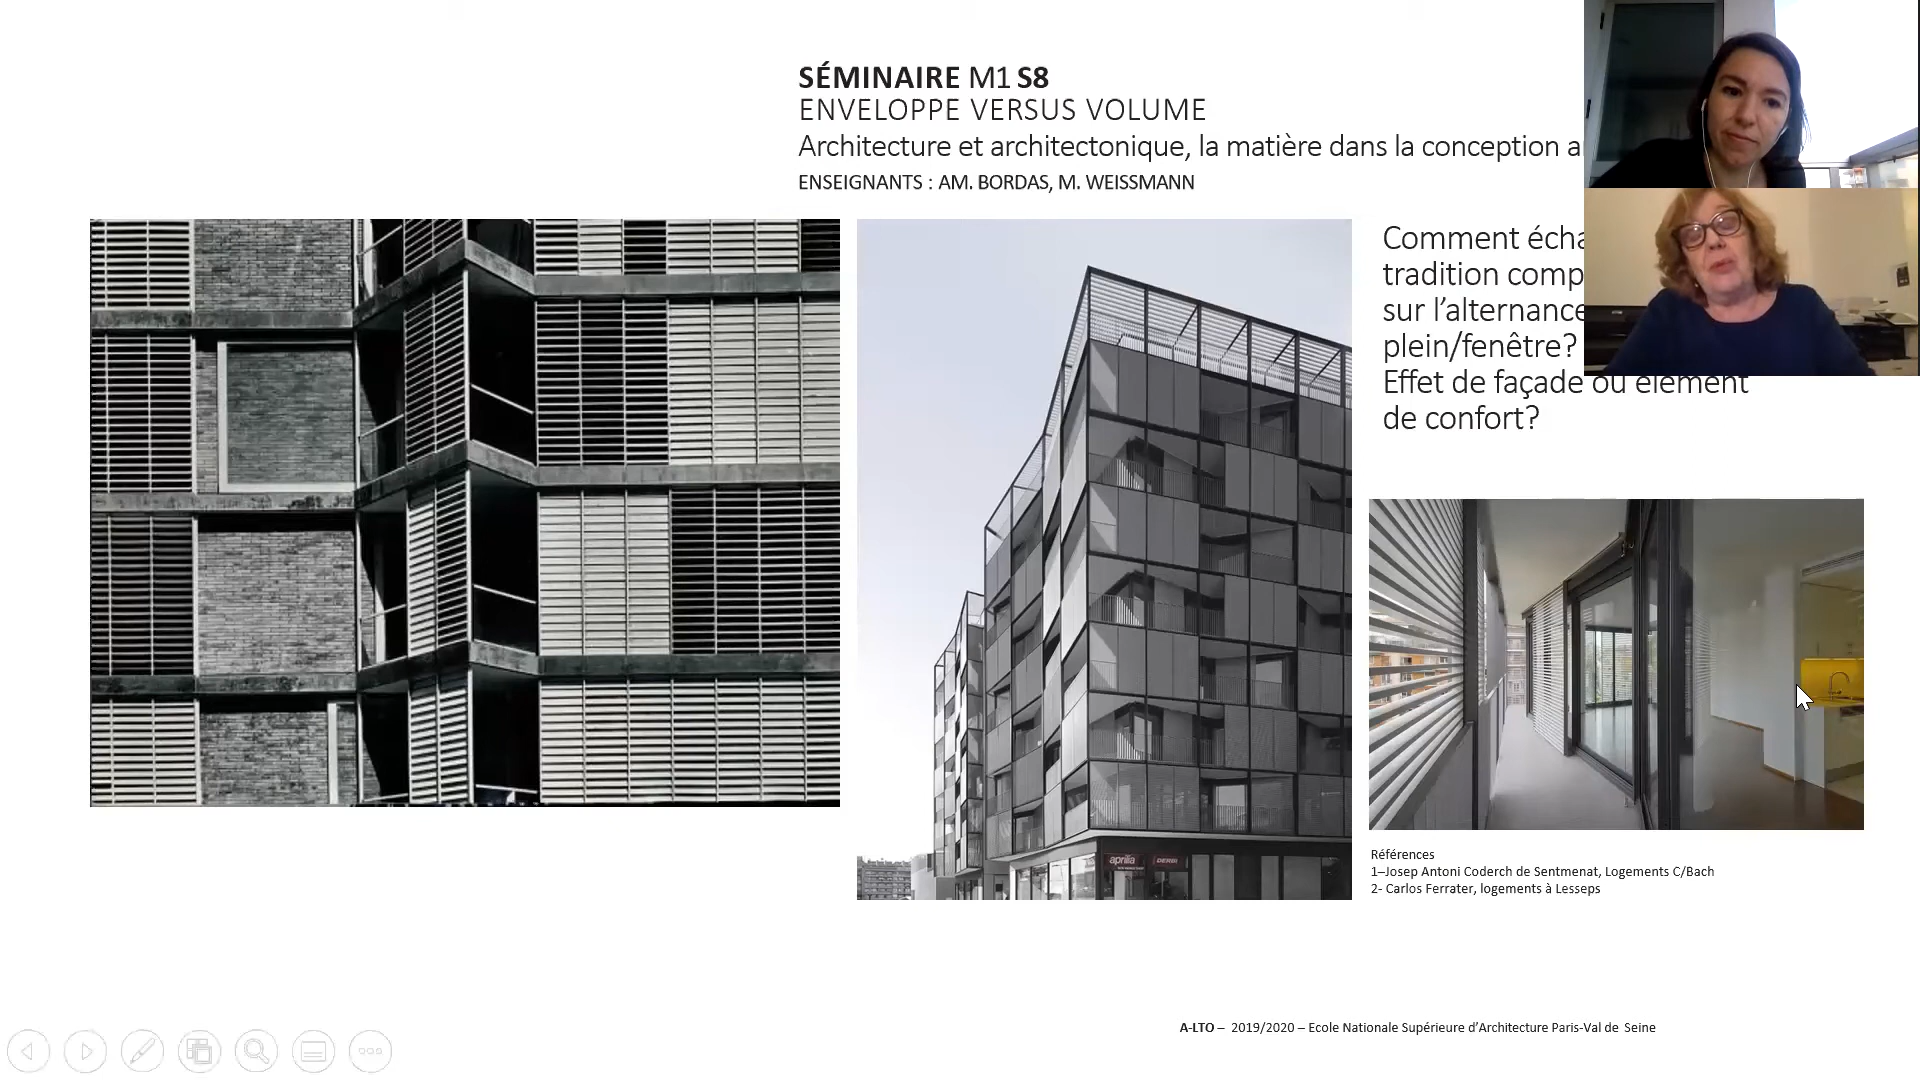 SÉMINAIRE M1 S8
ENVELOPPE VERSUS VOLUME
Architecture et architectonique, la matière dans la conception
ENSEIGNANTS : AM. BORDAS, M. WEISSMANN
Comment
tradition
sur l’alternance
plein/fenêtre?
Effet de façade ou élément
de confort?
aprilia
DERBI
Références
1–Josep Antoni Coderch de Sentmenat, Logements C/Bach
2- Carlos Ferrater, logements à Lesseps
A-LTO – 2019/2020 – Ecole Nationale Supérieure d’Architecture Paris-Val de Seine